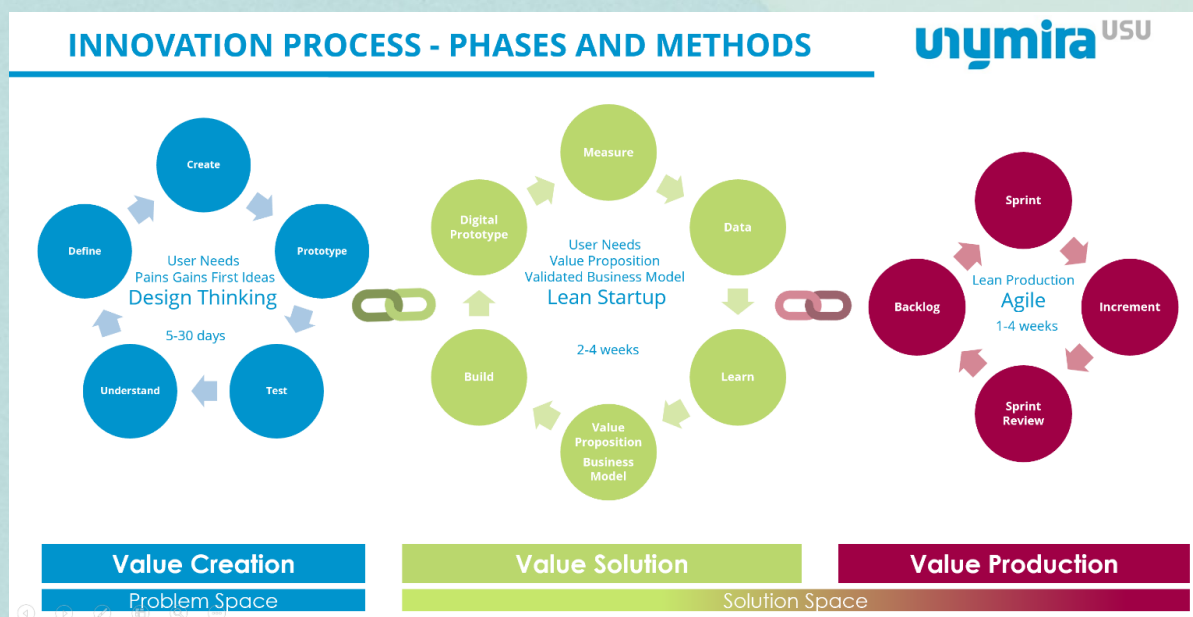 INNOVATION PROCESS - PHASES AND METHODS
unymira USU
Create
Define
Prototype
User Needs
Pains Gains First Ideas
Design Thinking
5-30 days
Understand
Test
Measure
Digital
Prototype
Data
User Needs
Value Proposition
Validated Business Model
Lean Startup
2-4 weeks
Build
Learn
Value
Proposition
Business
Model
Sprint
Backlog
Lean Production
Agile
1-4 weeks
Increment
Sprint
Review
Value Creation
Value Solution
Value Production
Problem Space
Solution Space